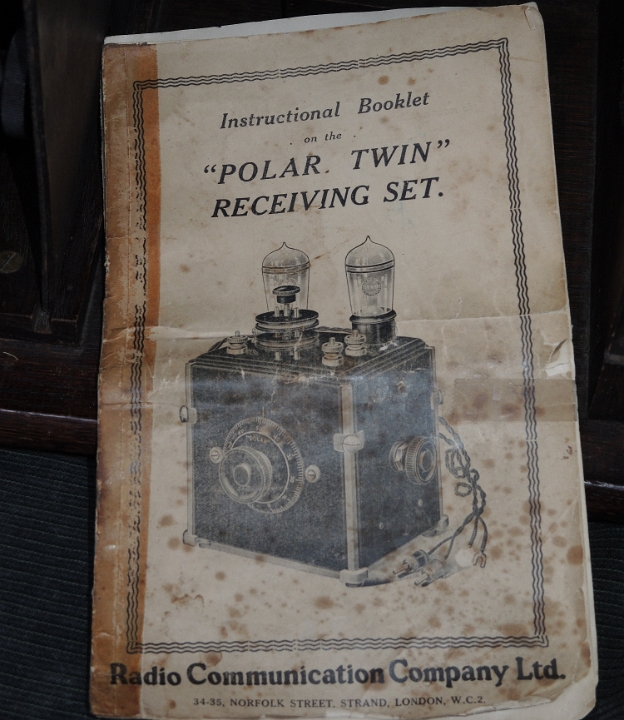 Instructional Booklet
on the
"POLAR TWIN"
RECEIVING SET.
Radio Communication Company Ltd.
34-35, NORFOLK STREET, STRAND, LONDON, W.C.2.